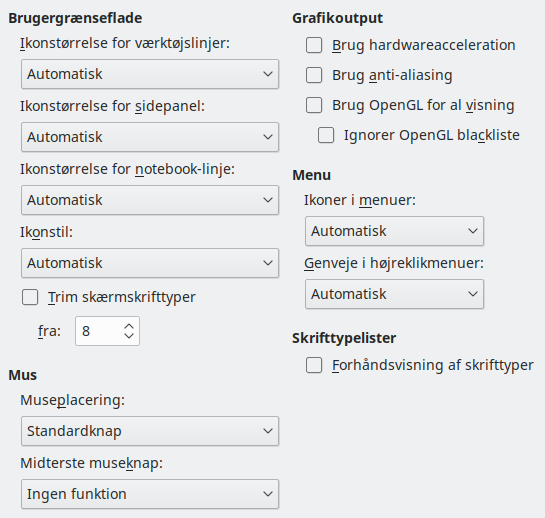 Brugergrænseflade
Ikonstørrelse for værktøjslinjer:
Automatisk
Ikonstørrelse for sidepanel:
Automatisk
Ikonstørrelse for notebook-linje:
Automatisk
Ikonstil:
Automatisk
Trim skærmskrifttyper
fra: 8
Mus
Museplacering:
Standardknap
Midterste museknap:
Ingen funktion
Grafikoutput
Brug hardwareacceleration
Brug anti-aliasing
Brug OpenGL for al visning
Ignorer OpenGL blackliste
Menu
Ikoner i menuer:
Automatisk
Genveje i højreklikmenuer:
Automatisk
Skrifttypelister
Forhåndsvisning af skrifttyper